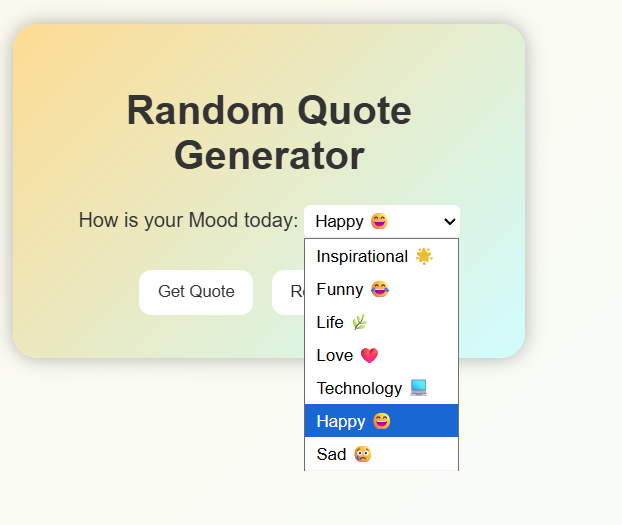 Random Quote
Generator
How is your Mood today: Happy 😄
Inspirational 🌟
Funny 😂
Get Quote
Life 🌿
Love ❤️
Technology 💻
Happy 😄
Sad 😢